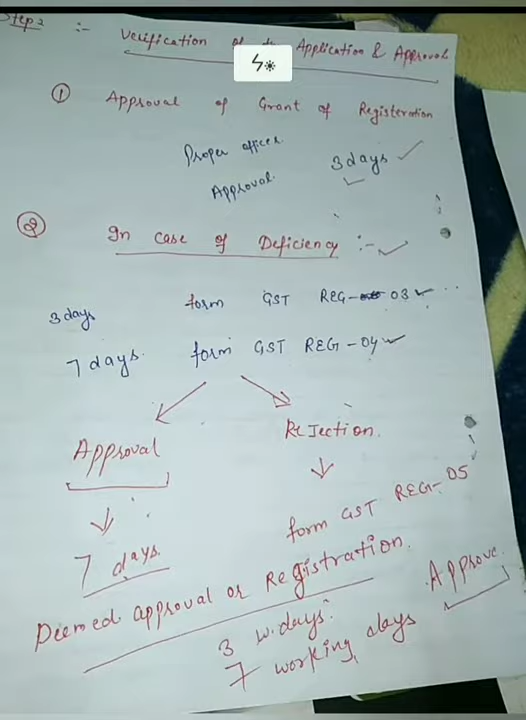 Step 2 :- Verification of the Application & Approval
① Approval of Grant of Registeration
Proper officer
Approval. 3 days
② In case of Deficiency :-
3 days form GST REG- 03
7 days. form GST REG - 04
Approval ReJection.
7 days. form GST REG- 05
Deemed approval or Registration.
3 w.days. Approve.
7 working days